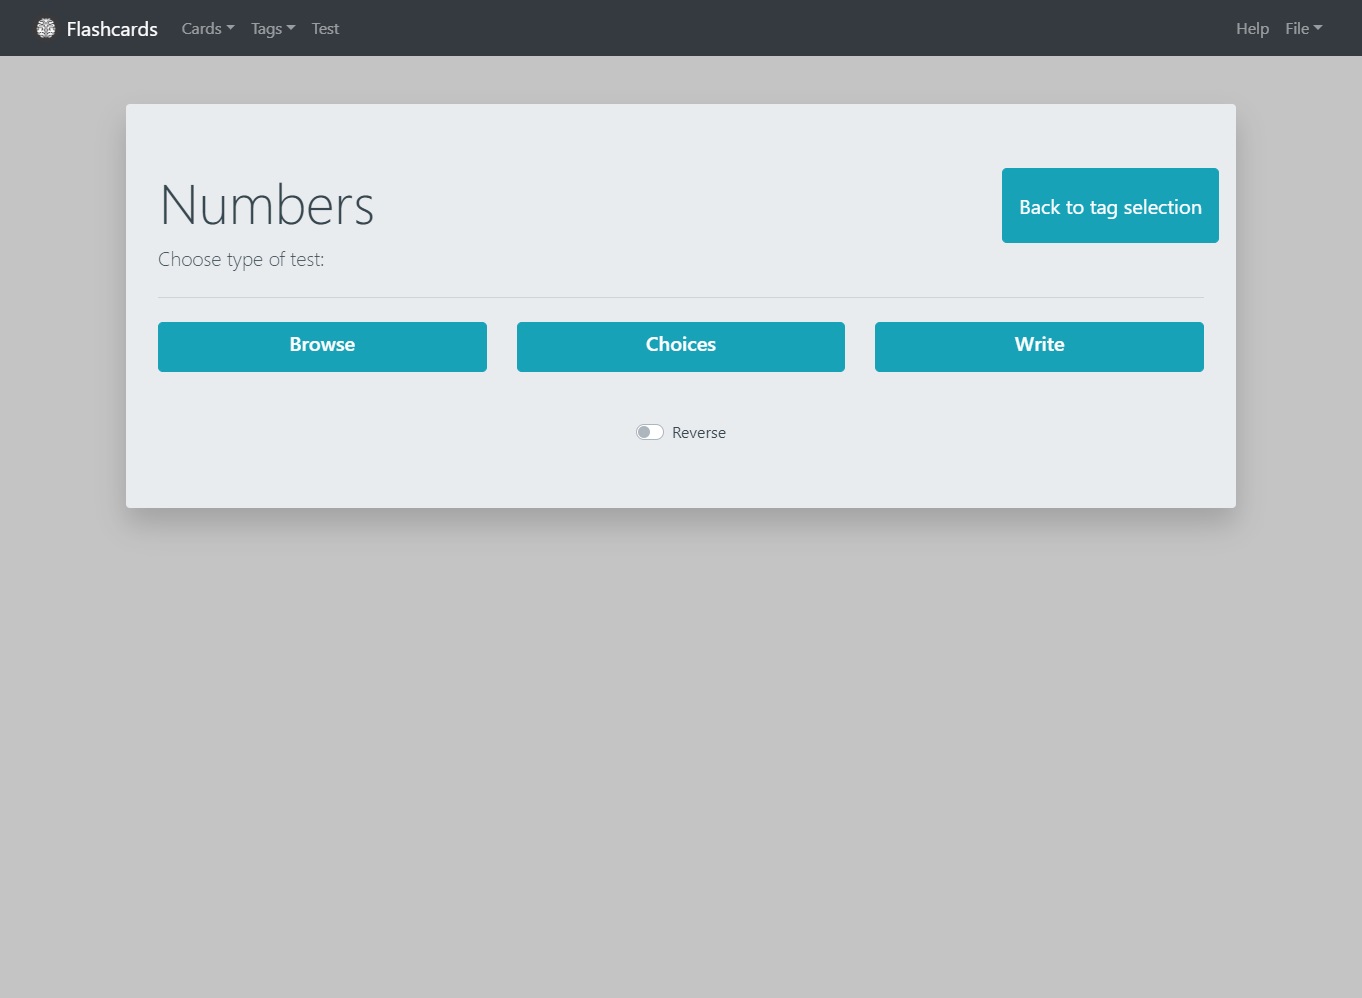 Flashcards Cards Tags Test Help File
Numbers
Back to tag selection
Choose type of test:
Browse Choices Write
Reverse